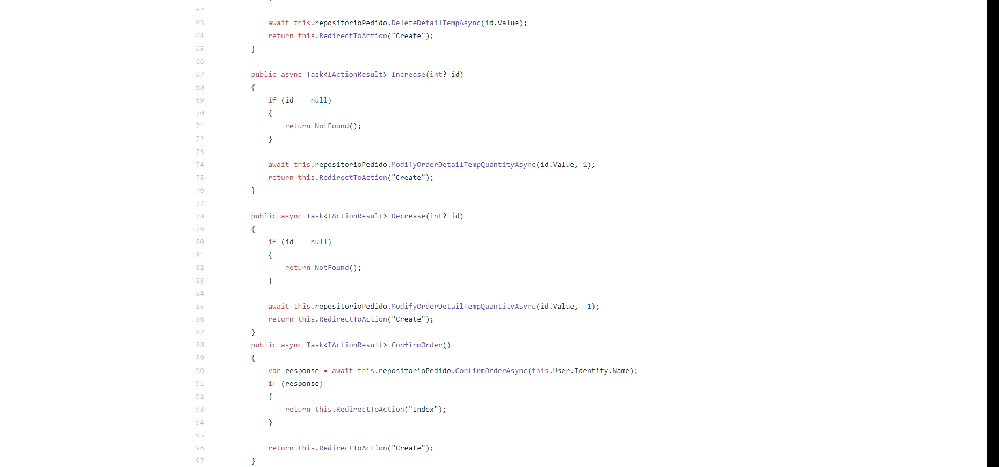 62
63 await this.repositorioPedido.DeleteDetailTempAsync(id.Value);
64 return this.RedirectToAction("Create");
65 }
66
67 public async Task<IActionResult> Increase(int? id)
68 {
69 if (id == null)
70 {
71 return NotFound();
72 }
73
74 await this.repositorioPedido.ModifyOrderDetailTempQuantityAsync(id.Value, 1);
75 return this.RedirectToAction("Create");
76 }
77
78 public async Task<IActionResult> Decrease(int? id)
79 {
80 if (id == null)
81 {
82 return NotFound();
83 }
84
85 await this.repositorioPedido.ModifyOrderDetailTempQuantityAsync(id.Value, -1);
86 return this.RedirectToAction("Create");
87 }
88 public async Task<IActionResult> ConfirmOrder()
89 {
90 var response = await this.repositorioPedido.ConfirmOrderAsync(this.User.Identity.Name);
91 if (response)
92 {
93 return this.RedirectToAction("Index");
94 }
95
96 return this.RedirectToAction("Create");
97 }